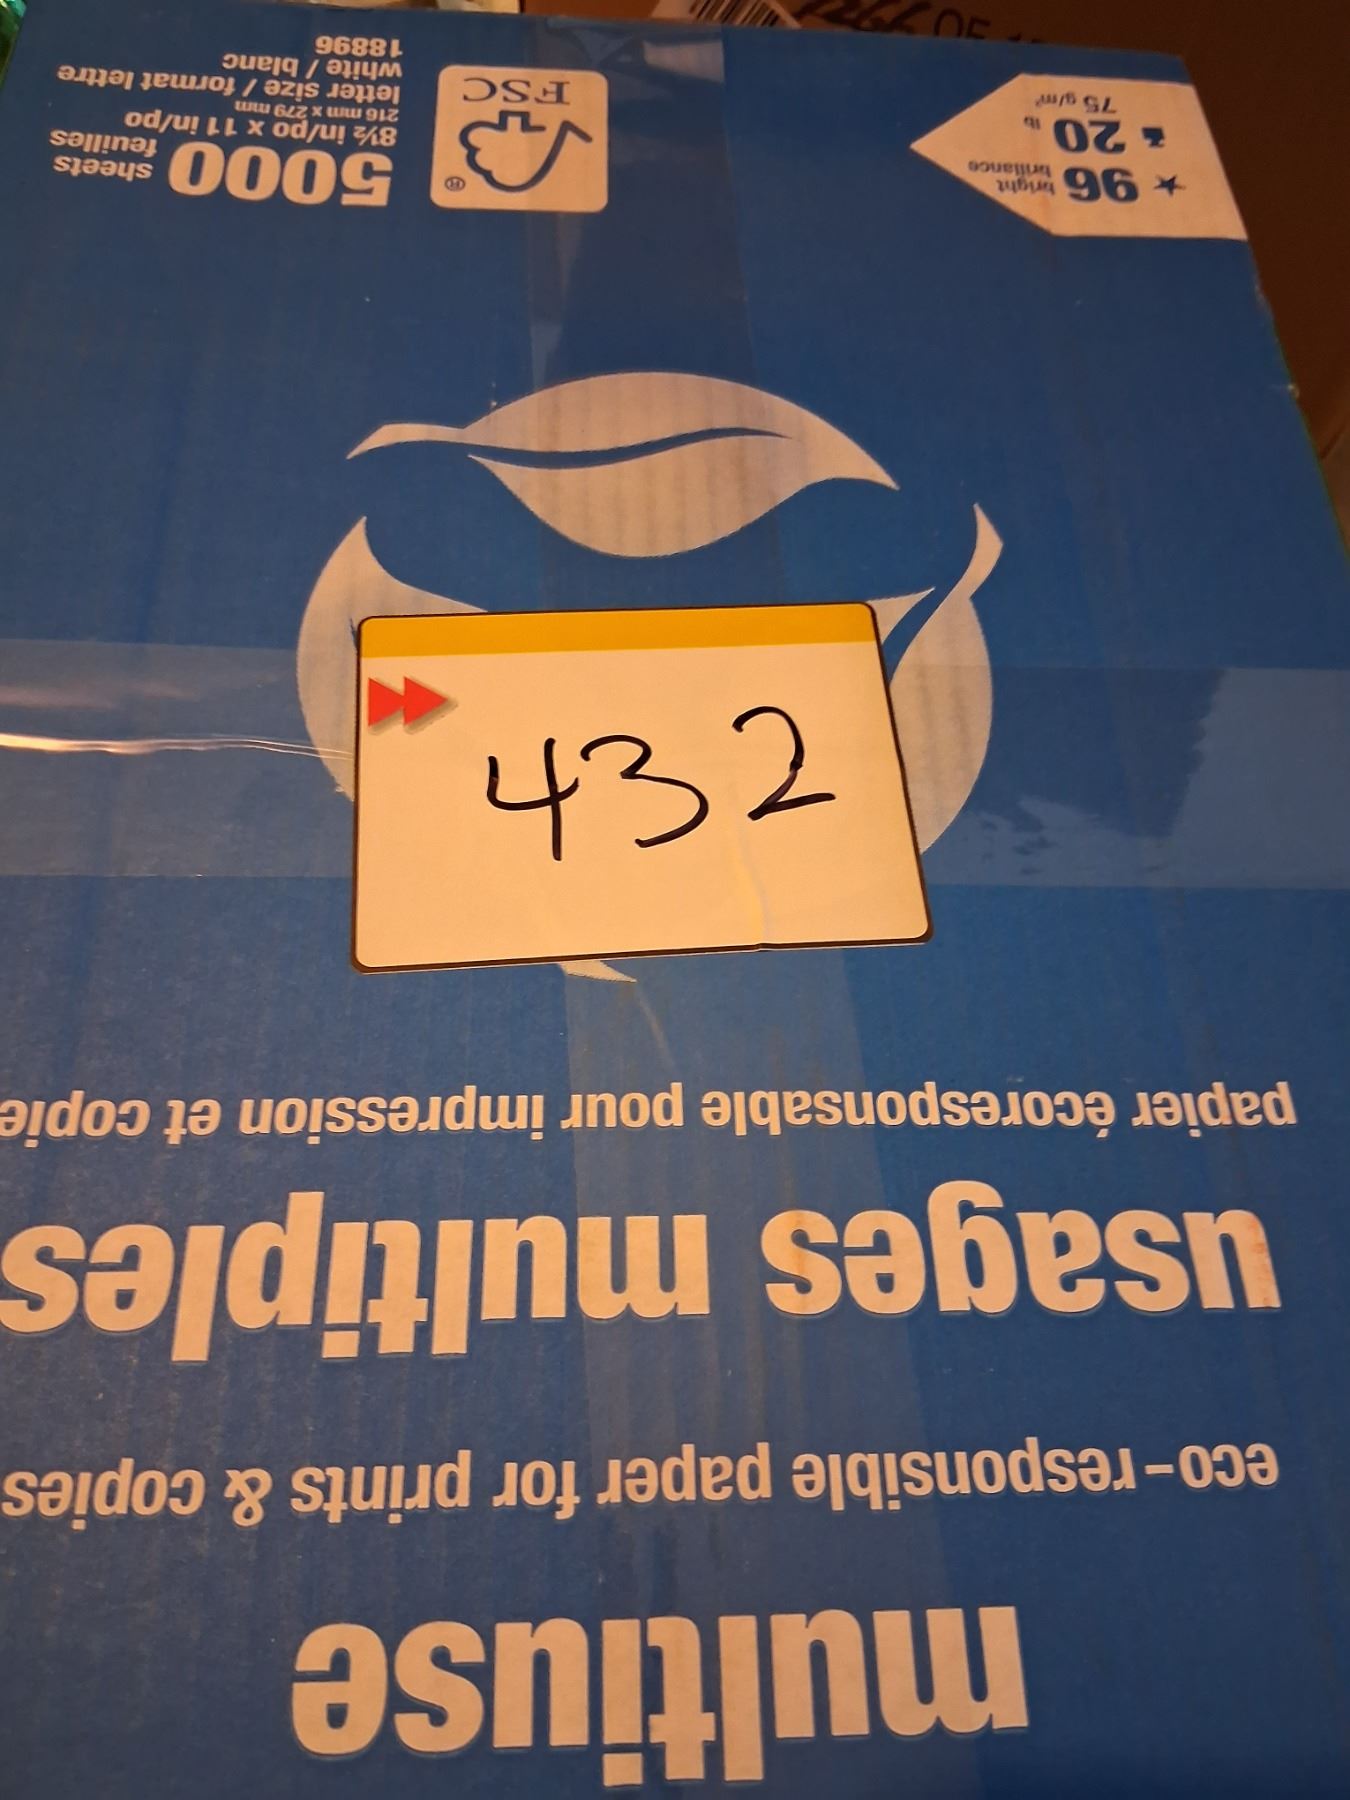 multiuse
eco-responsible paper for prints & copies
usages multiples
papier écoresponsable pour impression et copie
432
96 bright
brillance
20 lb
75 g/m²
FSC
®
5000 sheets
feuilles
8½ in/po x 11 in/po
216 mm x 279 mm
letter size / format lettre
white / blanc
18896